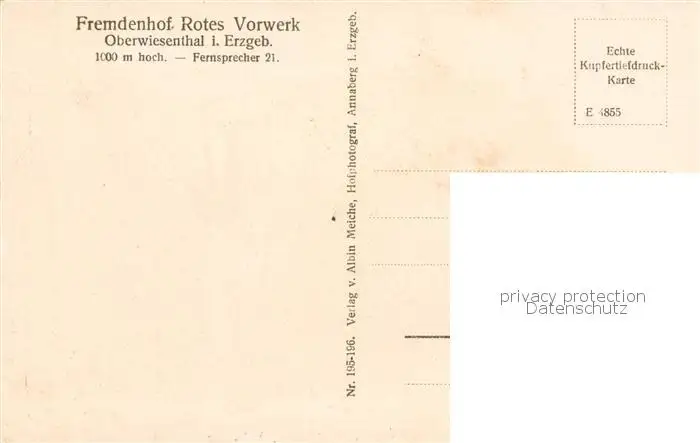 Fremdenhof Rotes Vorwerk
Oberwiesenthal i. Erzgeb.
1000 m hoch. — Fernsprecher 21.
Nr. 195-196. Verlag v. Albin Meiche, Hofphotograf, Annaberg i. Erzgeb.
Echte
Kupfertiefdruck-
Karte
E 4855
privacy protection
Datenschutz